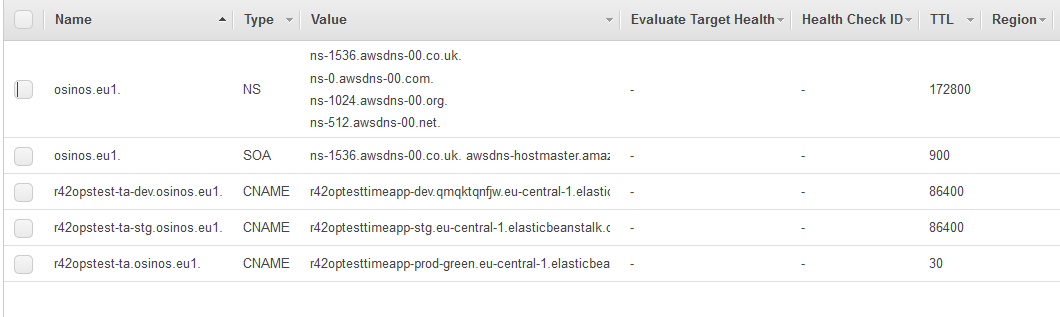 Name Type Value Evaluate Target Health Health Check ID TTL Region
ns-1536.awsdns-00.co.uk.
ns-0.awsdns-00.com.
osinos.eu1. NS - - 172800
ns-1024.awsdns-00.org.
ns-512.awsdns-00.net.
osinos.eu1. SOA ns-1536.awsdns-00.co.uk. awsdns-hostmaster.amaz - - 900
r42opstest-ta-dev.osinos.eu1. CNAME r42optesttimeapp-dev.qmqktqnfjw.eu-central-1.elastic - - 86400
r42opstest-ta-stg.osinos.eu1. CNAME r42optesttimeapp-stg.eu-central-1.elasticbeanstalk.c - - 86400
r42opstest-ta.osinos.eu1. CNAME r42optesttimeapp-prod-green.eu-central-1.elasticbea - - 30